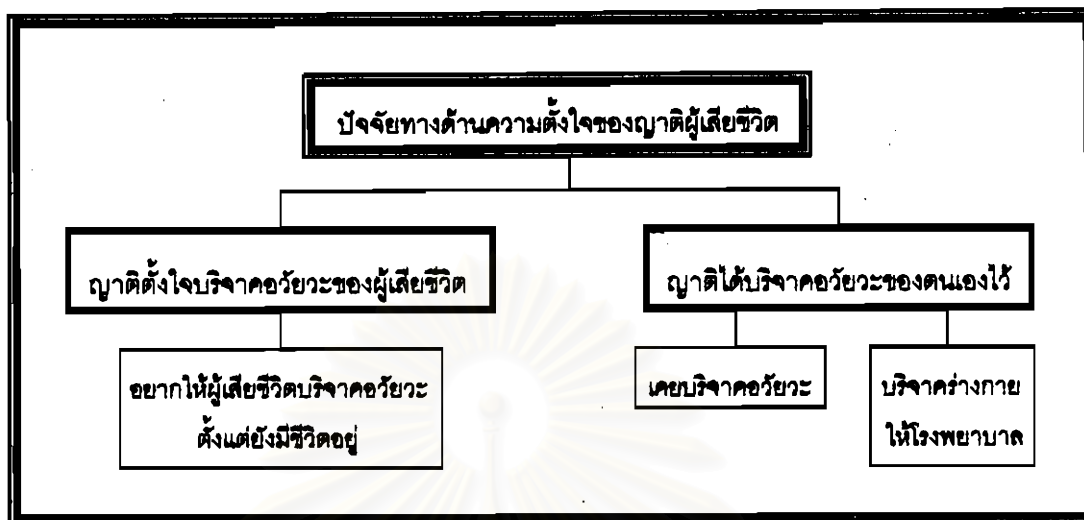 ปัจจัยทางด้านความตั้งใจของญาติผู้เสียชีวิต
ญาติตั้งใจบริจาคอวัยวะของผู้เสียชีวิต
ญาติได้บริจาคอวัยวะของตนเองไว้
อยากให้ผู้เสียชีวิตบริจาคอวัยวะ
ตั้งแต่ยังมีชีวิตอยู่
เคยบริจาคอวัยวะ
บริจาคร่างกาย
ให้โรงพยาบาล